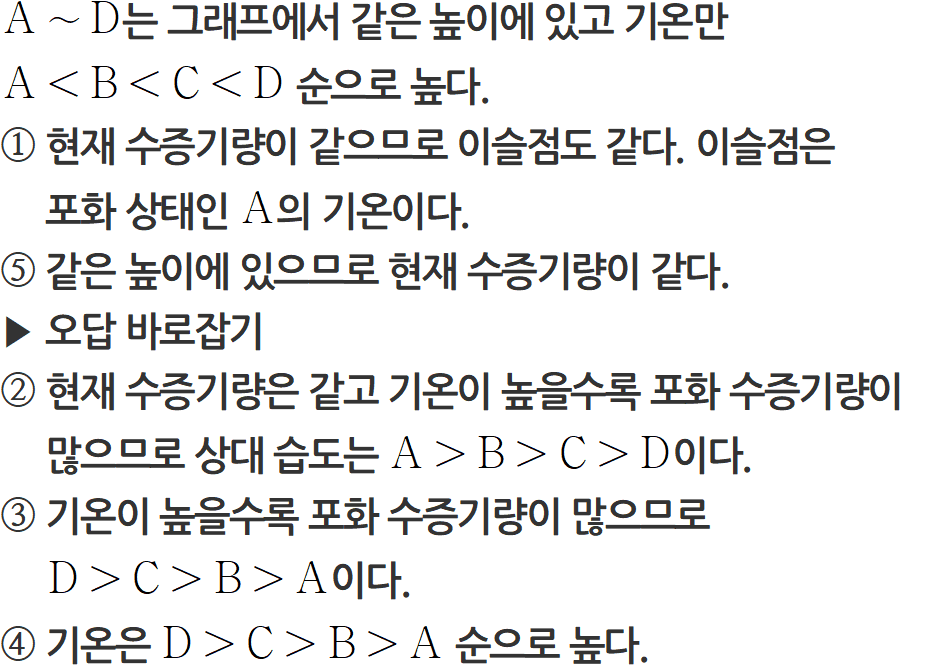 A ~ D는 그래프에서 같은 높이에 있고 기온만
A < B < C < D 순으로 높다.
① 현재 수증기량이 같으므로 이슬점도 같다. 이슬점은
포화 상태인 A의 기온이다.
⑤ 같은 높이에 있으므로 현재 수증기량이 같다.
▶ 오답 바로잡기
② 현재 수증기량은 같고 기온이 높을수록 포화 수증기량이
많으므로 상대 습도는 A > B > C > D이다.
③ 기온이 높을수록 포화 수증기량이 많으므로
D > C > B > A이다.
④ 기온은 D > C > B > A 순으로 높다.